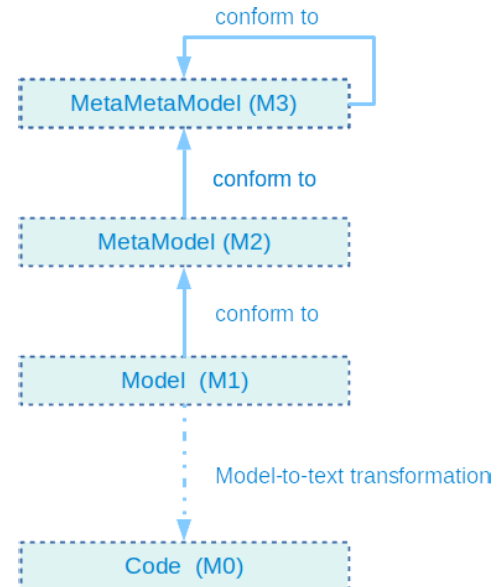 conform to
MetaMetaModel (M3)
conform to
MetaModel (M2)
conform to
Model (M1)
Model-to-text transformation
Code (M0)